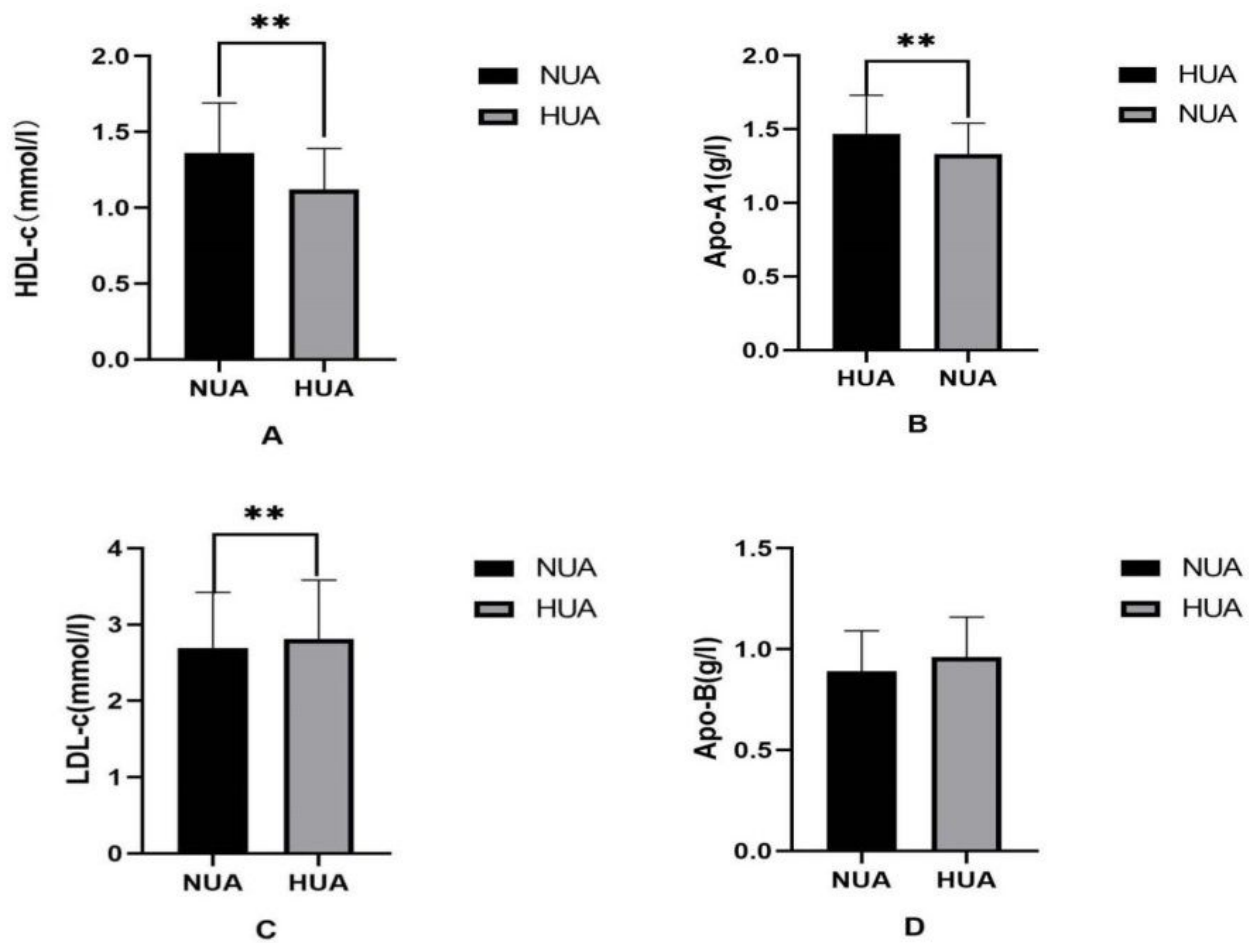 **
2.0
1.5
1.0
0.5
0.0
HDL-c(mmol/l)
NUA
HUA
NUA
HUA
A
**
2.0
1.5
1.0
0.5
0.0
Apo-A1(g/l)
HUA
NUA
HUA
NUA
B
**
4
3
2
1
0
LDL-c(mmol/l)
NUA
HUA
NUA
HUA
C
1.5
1.0
0.5
0.0
Apo-B(g/l)
NUA
HUA
NUA
HUA
D